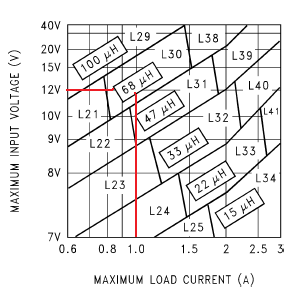 40V
20V
15V
12V
10V
9V
8V
7V
MAXIMUM INPUT VOLTAGE (V)
L29
L38
100 μH
L30
L39
68 μH
L31
L40
L21
47 μH
L32
L41
L22
33 μH
L33
L23
22 μH
L34
L24
15 μH
L25
0.6
0.8
1.0
1.5
2
2.5
3
MAXIMUM LOAD CURRENT (A)